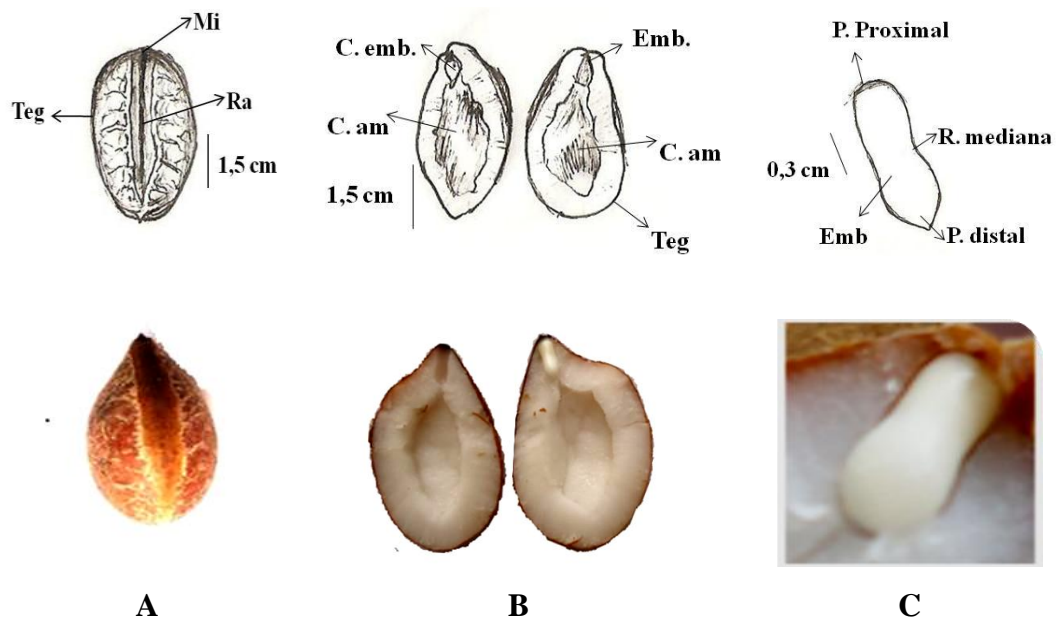 Mi
Teg
Ra
1,5 cm
C. emb.
Emb.
C. am
C. am
1,5 cm
Teg
P. Proximal
R. mediana
0,3 cm
Emb
P. distal
A
B
C